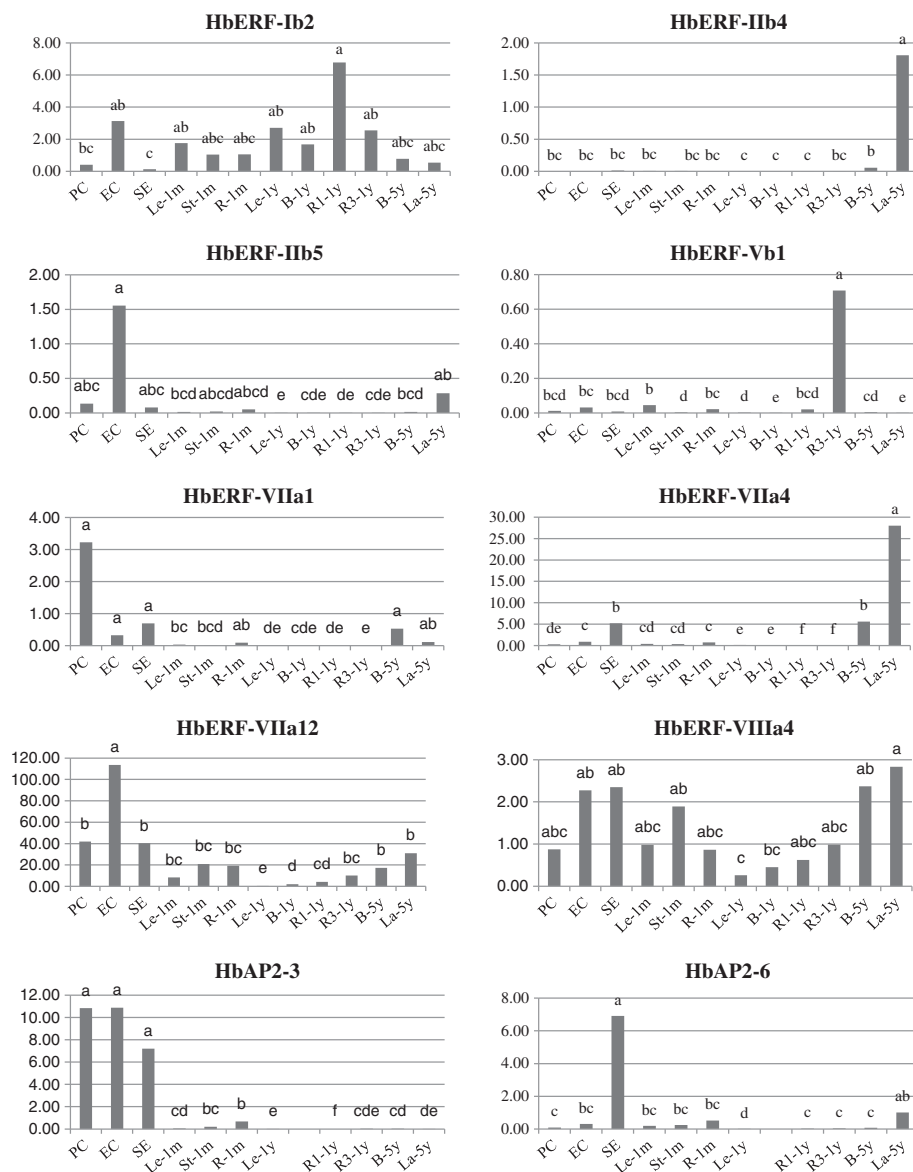 HbERF-Ib2
8.00
6.00
4.00
2.00
0.00
bc ab c ab abc abc ab ab a ab abc abc
PC EC SE Le-1m St-1m R-1m Le-1y B-1y R1-1y R3-1y B-5y La-5y
HbERF-IIb4
2.00
1.50
1.00
0.50
0.00
bc bc bc bc bc bc c c c bc b a
PC EC SE Le-1m St-1m R-1m Le-1y B-1y R1-1y R3-1y B-5y La-5y
HbERF-IIb5
2.00
1.50
1.00
0.50
0.00
abc a abc bcd abcd abcd e cde de cde bcd ab
PC EC SE Le-1m St-1m R-1m Le-1y B-1y R1-1y R3-1y B-5y La-5y
HbERF-Vb1
0.80
0.60
0.40
0.20
0.00
bcd bc bcd b d bc d e bcd a cd e
PC EC SE Le-1m St-1m R-1m Le-1y B-1y R1-1y R3-1y B-5y La-5y
HbERF-VIIa1
4.00
3.00
2.00
1.00
0.00
a a a bc bcd ab de cde de e a ab
PC EC SE Le-1m St-1m R-1m Le-1y B-1y R1-1y R3-1y B-5y La-5y
HbERF-VIIa4
30.00
25.00
20.00
15.00
10.00
5.00
0.00
de c b cd cd c e e f f b a
PC EC SE Le-1m St-1m R-1m Le-1y B-1y R1-1y R3-1y B-5y La-5y
HbERF-VIIa12
120.00
100.00
80.00
60.00
40.00
20.00
0.00
b a b bc bc bc e d cd bc b b
PC EC SE Le-1m St-1m R-1m Le-1y B-1y R1-1y R3-1y B-5y La-5y
HbERF-VIIIa4
3.00
2.00
1.00
0.00
abc ab ab abc ab abc c bc abc abc ab a
PC EC SE Le-1m St-1m R-1m Le-1y B-1y R1-1y R3-1y B-5y La-5y
HbAP2-3
12.00
10.00
8.00
6.00
4.00
2.00
0.00
a a a cd bc b e f cde cd de
PC EC SE Le-1m St-1m R-1m Le-1y R1-1y R3-1y B-5y La-5y
HbAP2-6
8.00
6.00
4.00
2.00
0.00
c bc a bc bc bc d c c bc ab
PC EC SE Le-1m St-1m R-1m Le-1y R1-1y R3-1y B-5y La-5y